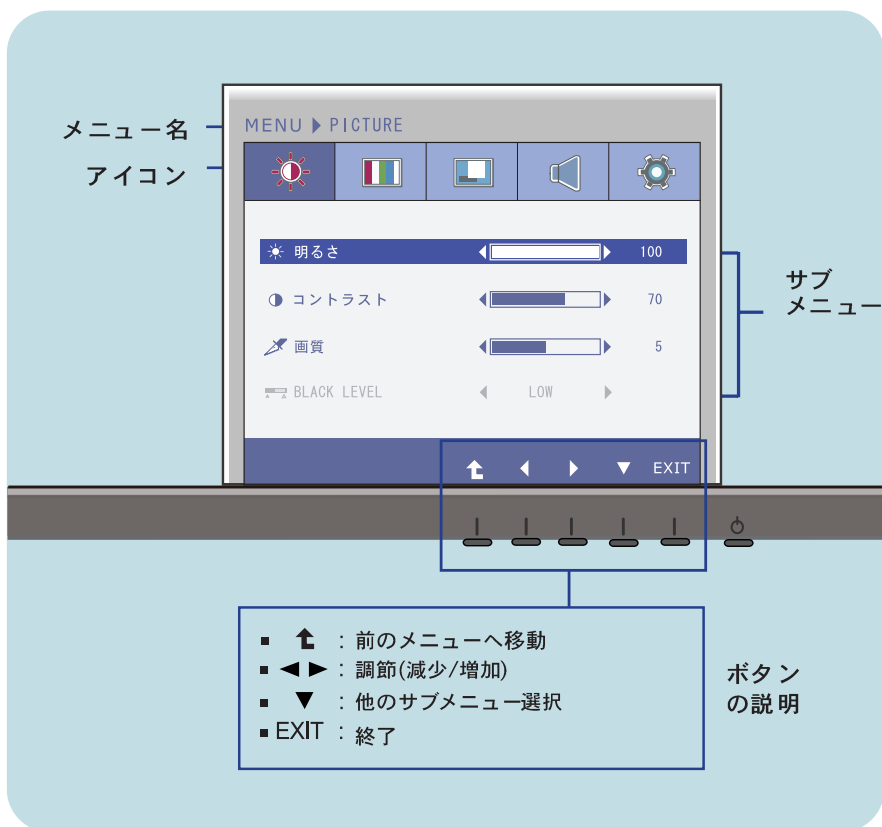 メニュー名
MENU ▶ PICTURE
アイコン
明るさ 100
コントラスト 70
画質 5
BLACK LEVEL LOW
サブ
メニュー
EXIT
: 前のメニューへ移動
◀ ▶ : 調節(減少/増加)
▼ : 他のサブメニュー選択
EXIT : 終了
ボタン
の説明